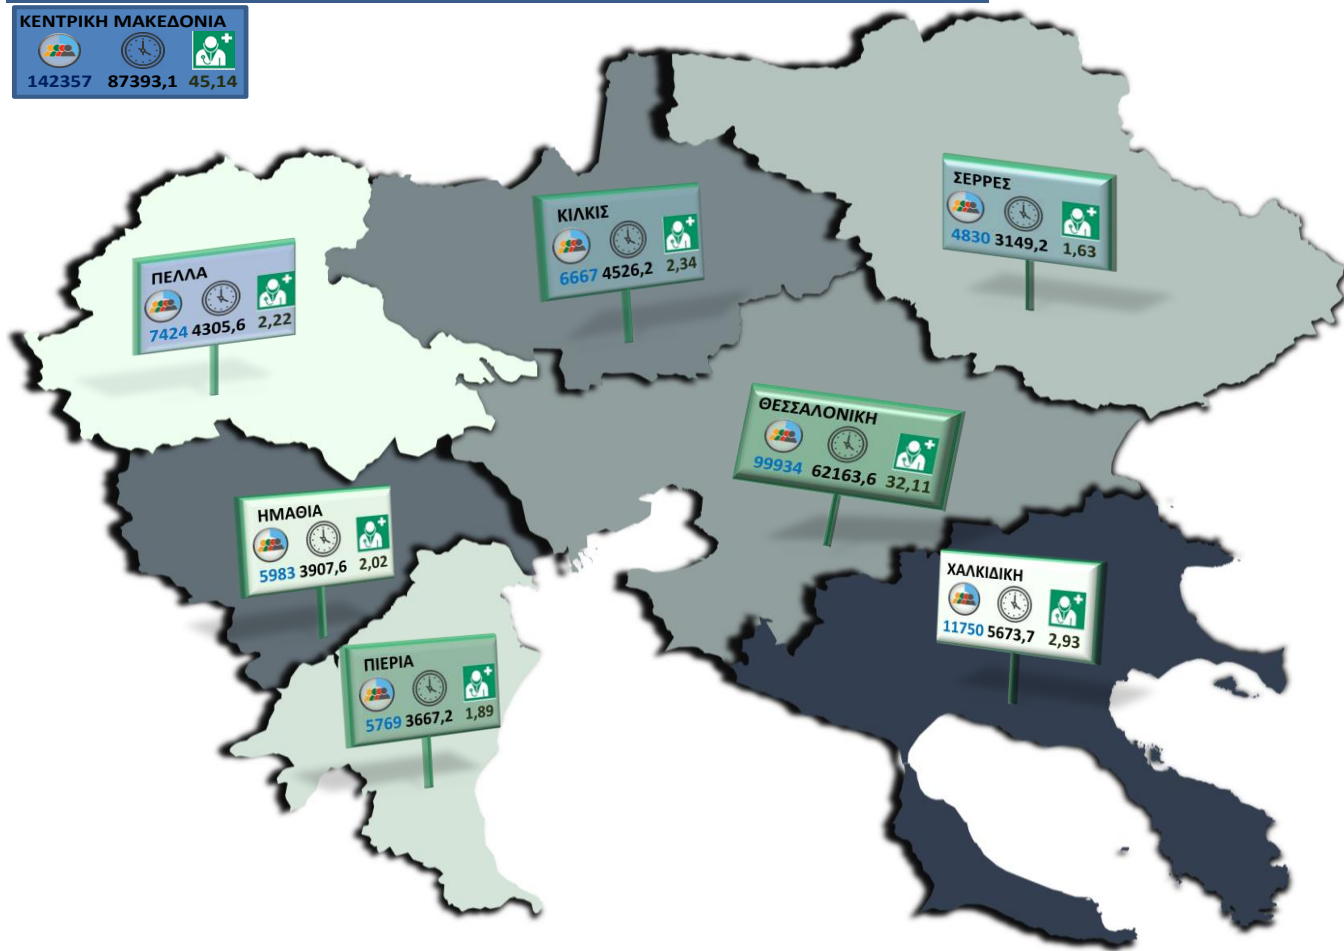 ΚΕΝΤΡΙΚΗ ΜΑΚΕΔΟΝΙΑ
142357 87393,1 45,14
ΣΕΡΡΕΣ
4830 3149,2 1,63
ΚΙΛΚΙΣ
6667 4526,2 2,34
ΠΕΛΛΑ
7424 4305,6 2,22
ΘΕΣΣΑΛΟΝΙΚΗ
99934 62163,6 32,11
ΗΜΑΘΙΑ
5983 3907,6 2,02
ΧΑΛΚΙΔΙΚΗ
11750 5673,7 2,93
ΠΙΕΡΙΑ
5769 3667,2 1,89